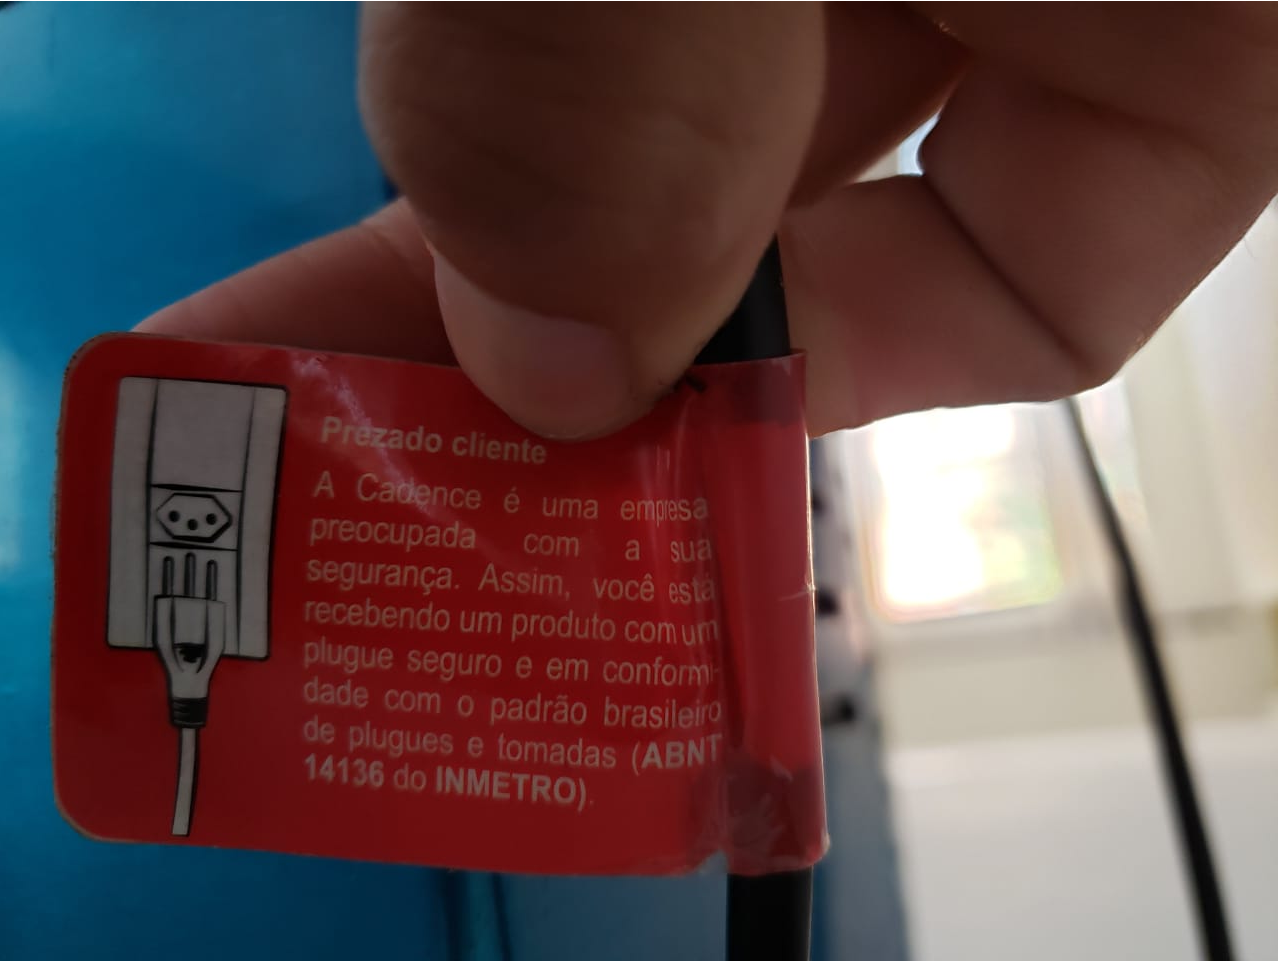 Prezado cliente
A Cadence é uma empresa
preocupada com a sua
segurança. Assim, você está
recebendo um produto com um
plugue seguro e em conformi-
dade com o padrão brasileiro
de plugues e tomadas (ABNT
14136 do INMETRO).